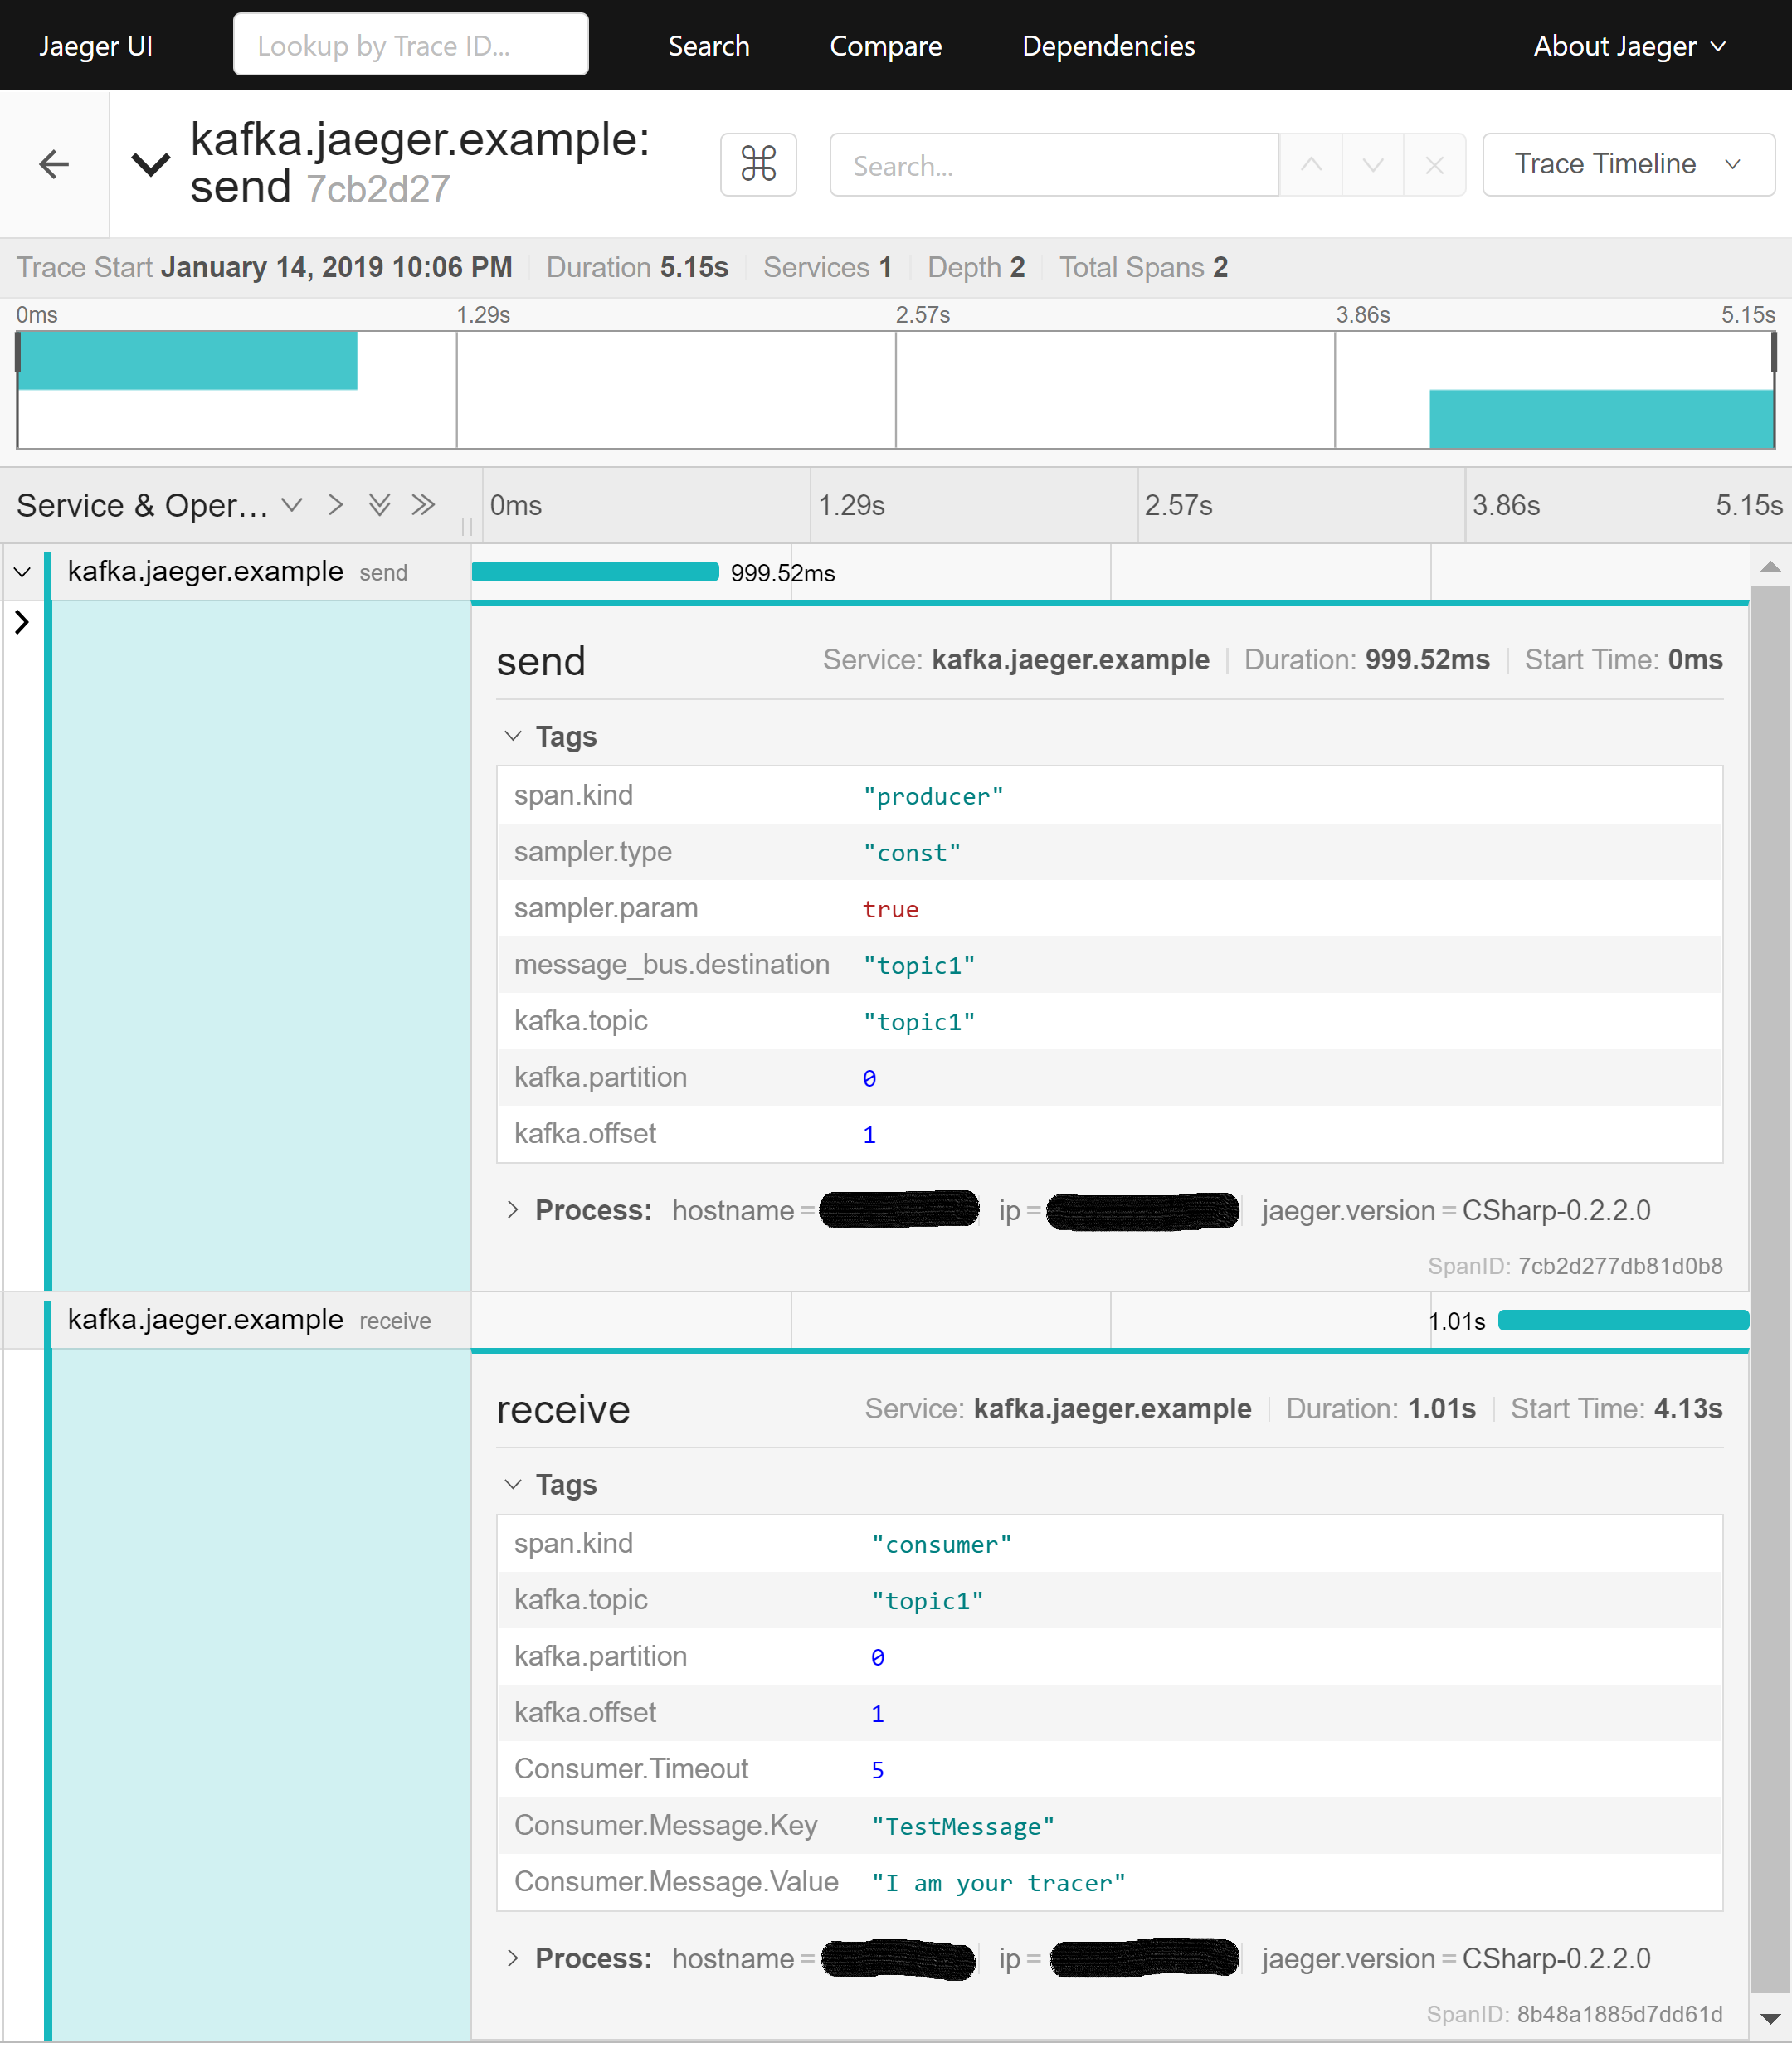 Jaeger UI Lookup by Trace ID... Search Compare Dependencies About Jaeger
kafka.jaeger.example:
send 7cb2d27
⌘ Search... Trace Timeline
Trace Start January 14, 2019 10:06 PM Duration 5.15s Services 1 Depth 2 Total Spans 2
0ms 1.29s 2.57s 3.86s 5.15s
Service & Oper... 0ms 1.29s 2.57s 3.86s 5.15s
kafka.jaeger.example send 999.52ms
send Service: kafka.jaeger.example Duration: 999.52ms Start Time: 0ms
Tags
span.kind "producer"
sampler.type "const"
sampler.param true
message_bus.destination "topic1"
kafka.topic "topic1"
kafka.partition 0
kafka.offset 1
Process: hostname = ip = jaeger.version = CSharp-0.2.2.0
SpanID: 7cb2d277db81d0b8
kafka.jaeger.example receive 1.01s
receive Service: kafka.jaeger.example Duration: 1.01s Start Time: 4.13s
Tags
span.kind "consumer"
kafka.topic "topic1"
kafka.partition 0
kafka.offset 1
Consumer.Timeout 5
Consumer.Message.Key "TestMessage"
Consumer.Message.Value "I am your tracer"
Process: hostname = ip = jaeger.version = CSharp-0.2.2.0
SpanID: 8b48a1885d7dd61d